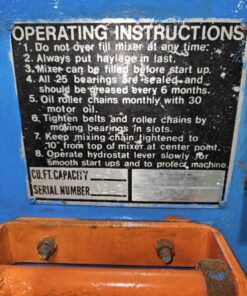 OPERATING INSTRUCTIONS
1. Do not over fill mixer at any time.
2. Always put haylage in last.
3. Mixer can be filled before start up.
4. All 25 bearings are sealed and
should be greased every 6 months.
5. Oil roller chains monthly with 30
motor oil.
6. Tighten belts and roller chains by
moving bearings in slots.
7. Keep mixing chain tightened to
10" from top of mixer at center point.
8. Operate hydrostat lever slowly for
smooth start ups and to protect machine.
CU.FT. CAPACITY
SERIAL NUMBER